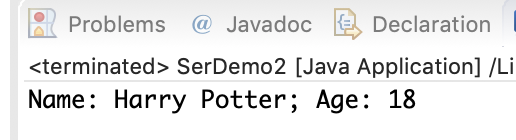 Problems @ Javadoc Declaration
<terminated> SerDemo2 [Java Application] /Li
Name: Harry Potter; Age: 18